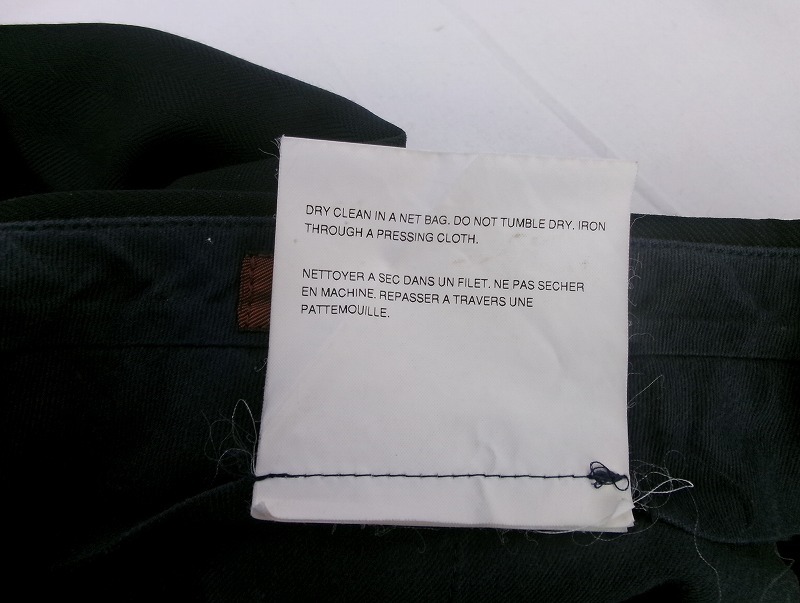 DRY CLEAN IN A NET BAG. DO NOT TUMBLE DRY. IRON
THROUGH A PRESSING CLOTH.
NETTOYER A SEC DANS UN FILET. NE PAS SECHER
EN MACHINE. REPASSER A TRAVERS UNE
PATTEMOUILLE.